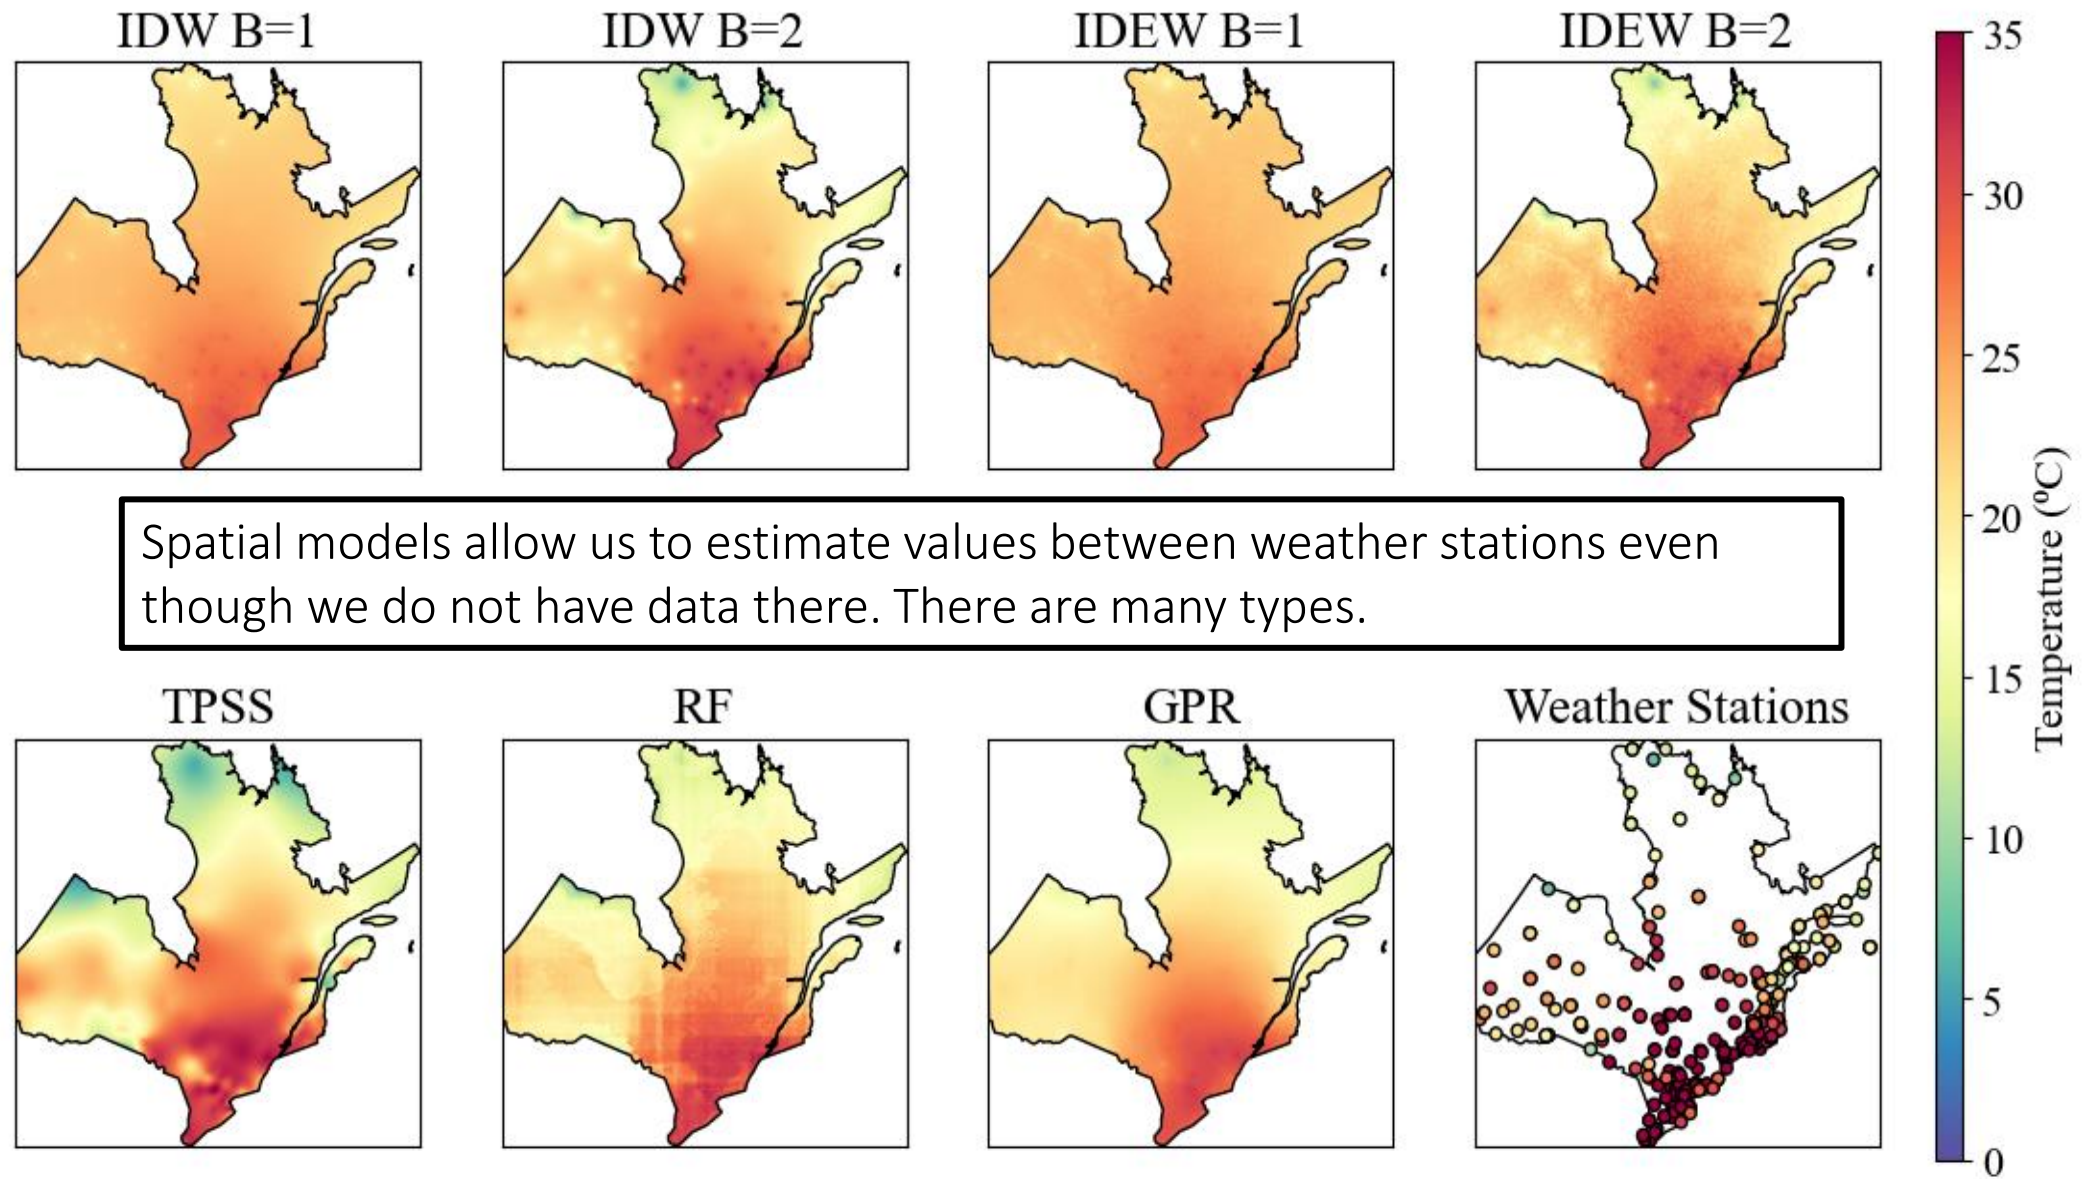 IDW B=1
IDW B=2
IDEW B=1
IDEW B=2
Spatial models allow us to estimate values between weather stations even
though we do not have data there. There are many types.
TPSS
RF
GPR
Weather Stations
35
30
25
20
15
10
5
0
Temperature (⁰C)